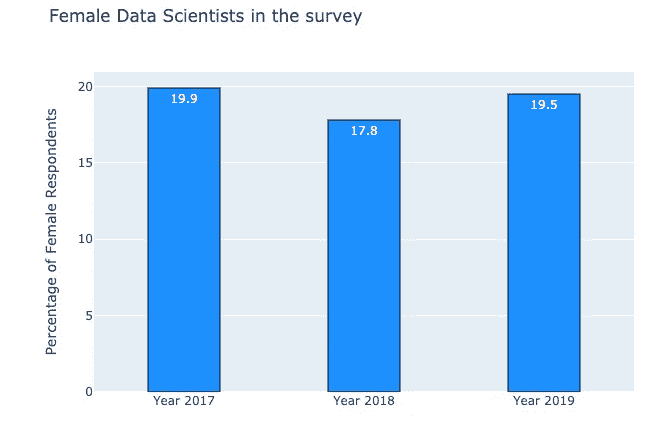 Female Data Scientists in the survey
Percentage of Female Respondents
20
15
10
5
0
19.9
17.8
19.5
Year 2017
Year 2018
Year 2019